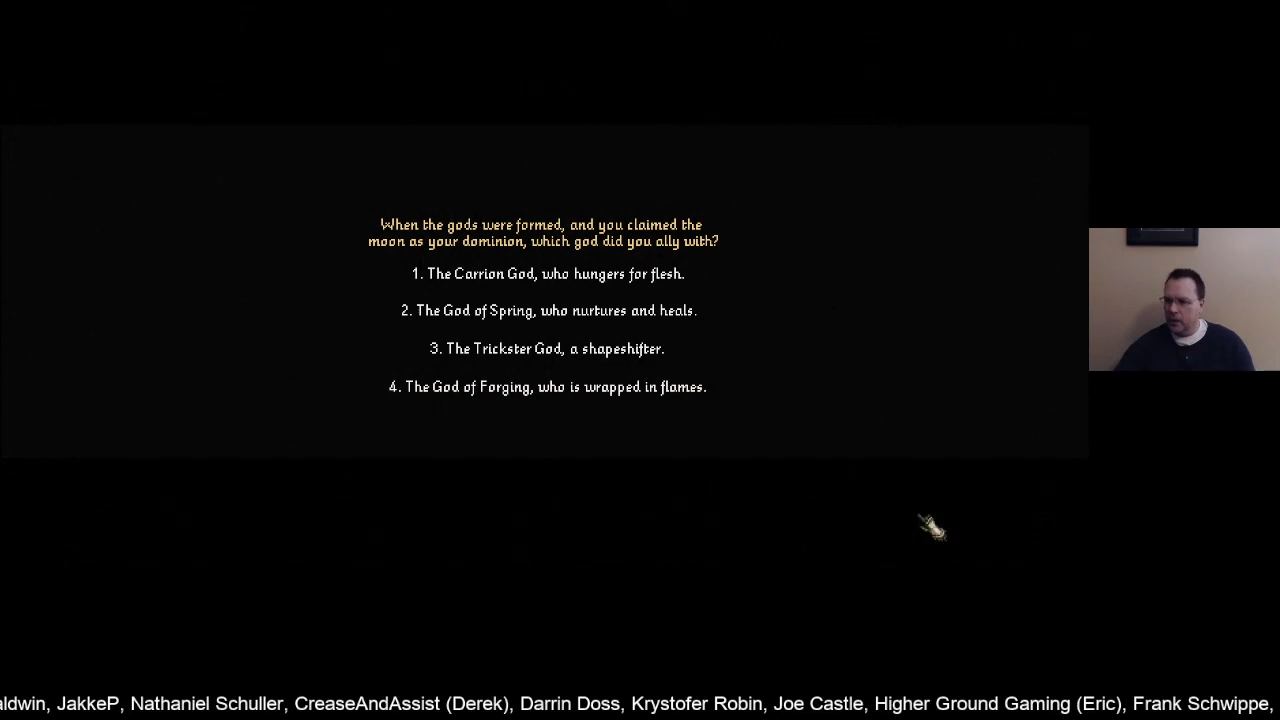 When the gods were formed, and you claimed the
moon as your dominion, which god did you ally with?
1. The Carrion God, who hungers for flesh.
2. The God of Spring, who nurtures and heals.
3. The Trickster God, a shapeshifter.
4. The God of Forging, who is wrapped in flames.
aldwin, JakkeP, Nathaniel Schuller, CreaseAndAssist (Derek), Darrin Doss, Krystofer Robin, Joe Castle, Higher Ground Gaming (Eric), Frank Schwippe,